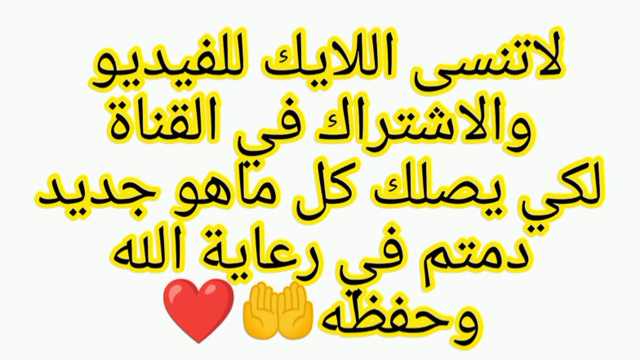 لاتنسى اللايك للفيديو
والاشتراك في القناة
لكي يصلك كل ماهو جديد
دمتم في رعاية الله
وحفظه🤲❤️